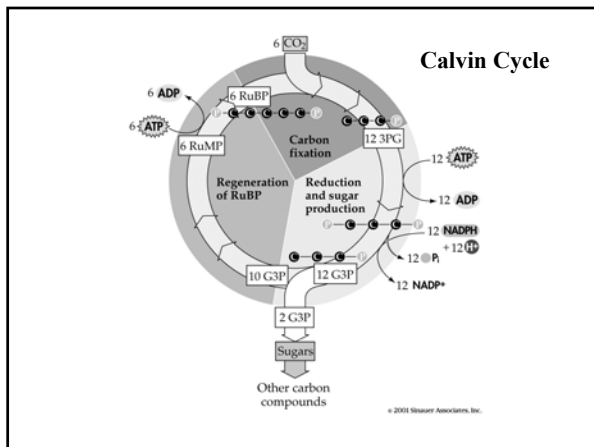 Calvin Cycle
6 CO₂
6 RuBP
P C C C C C P
C C C P
12 3PG
Carbon
fixation
6 ADP
6 ATP
6 RuMP
12 ATP
12 ADP
Regeneration
of RuBP
Reduction
and sugar
production
P C C C P
12 NADPH
+ 12 H+
12 Pi
12 NADP+
C C C P
10 G3P
12 G3P
2 G3P
Sugars
Other carbon
compounds
© 2001 Sinauer Associates, Inc.